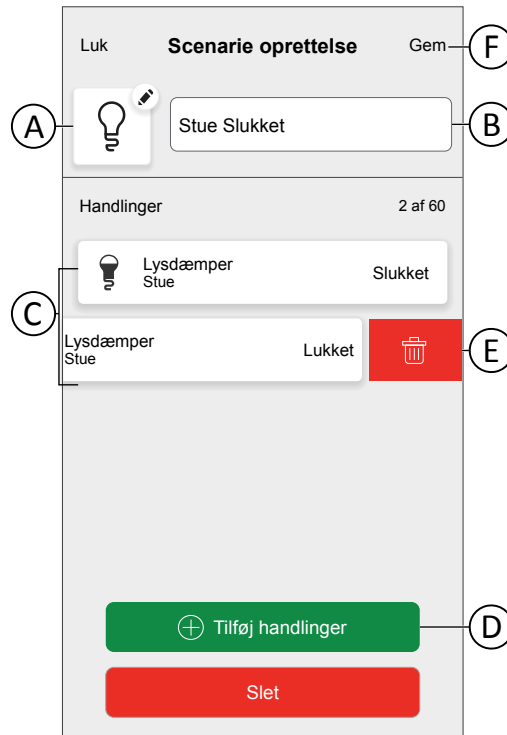 Luk Scenarie oprettelse Gem F
A Stue Slukket B
Handlinger 2 af 60
Lysdæmper Slukket
Stue
C
Lysdæmper Lukket E
Stue
Tilføj handlinger D
Slet